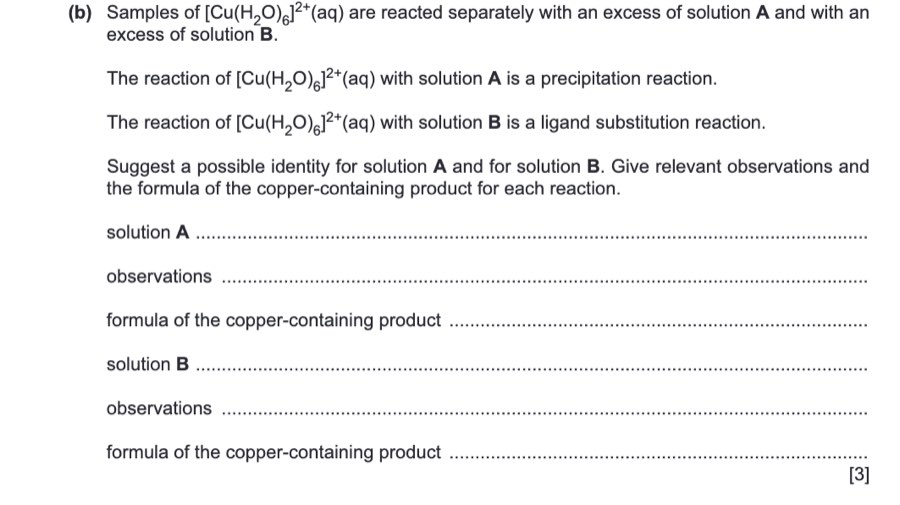 (b) Samples of [Cu(H₂O)₆]²⁺(aq) are reacted separately with an excess of solution A and with an
excess of solution B.
The reaction of [Cu(H₂O)₆]²⁺(aq) with solution A is a precipitation reaction.
The reaction of [Cu(H₂O)₆]²⁺(aq) with solution B is a ligand substitution reaction.
Suggest a possible identity for solution A and for solution B. Give relevant observations and
the formula of the copper-containing product for each reaction.
solution A ........................................
observations ........................................
formula of the copper-containing product ........................................
solution B ........................................
observations ........................................
formula of the copper-containing product ........................................
[3]